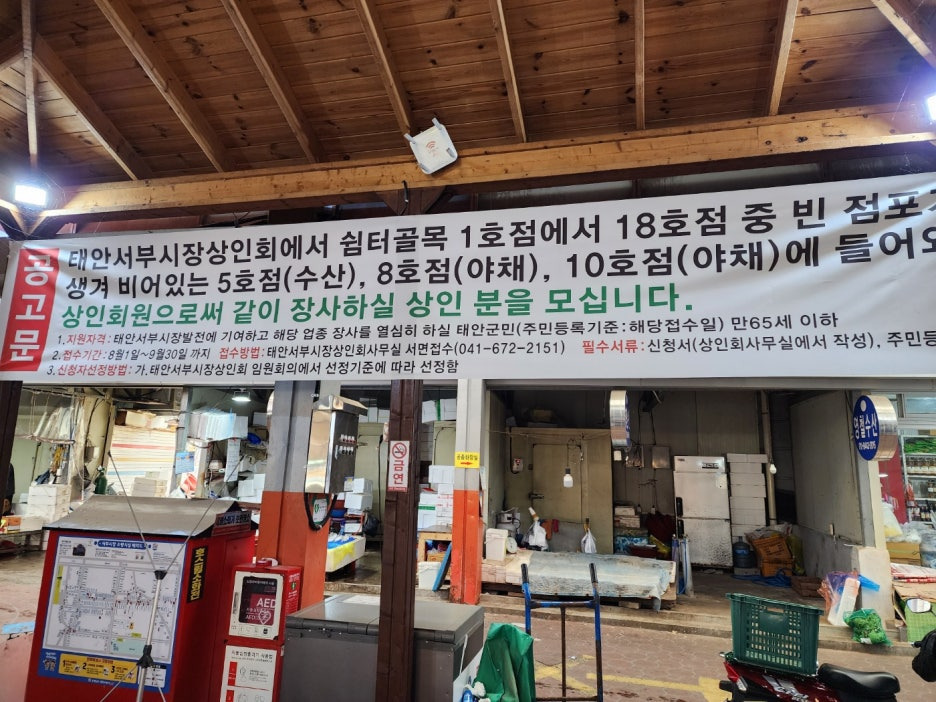 공고문
태안서부시장상인회에서 쉼터골목 1호점에서 18호점 중 빈 점포가
생겨 비어있는 5호점(수산), 8호점(야채), 10호점(야채)에 들어와
상인회원으로써 같이 장사하실 상인 분을 모십니다.
1. 지원자격 : 태안서부시장발전에 기여하고 해당 업종 장사를 열심히 하실 태안군민(주민등록기준:해당접수일) 만65세 이하
2. 접수기간 : 8월1일~9월30일 까지 접수방법: 태안서부시장상인회사무실 서면접수(041-672-2151) 필수서류: 신청서(상인회사무실에서 작성), 주민등
3. 신청자선정방법 : 가. 태안서부시장상인회 임원회의에서 선정기준에 따라 선정함
금연
영철수산
AED